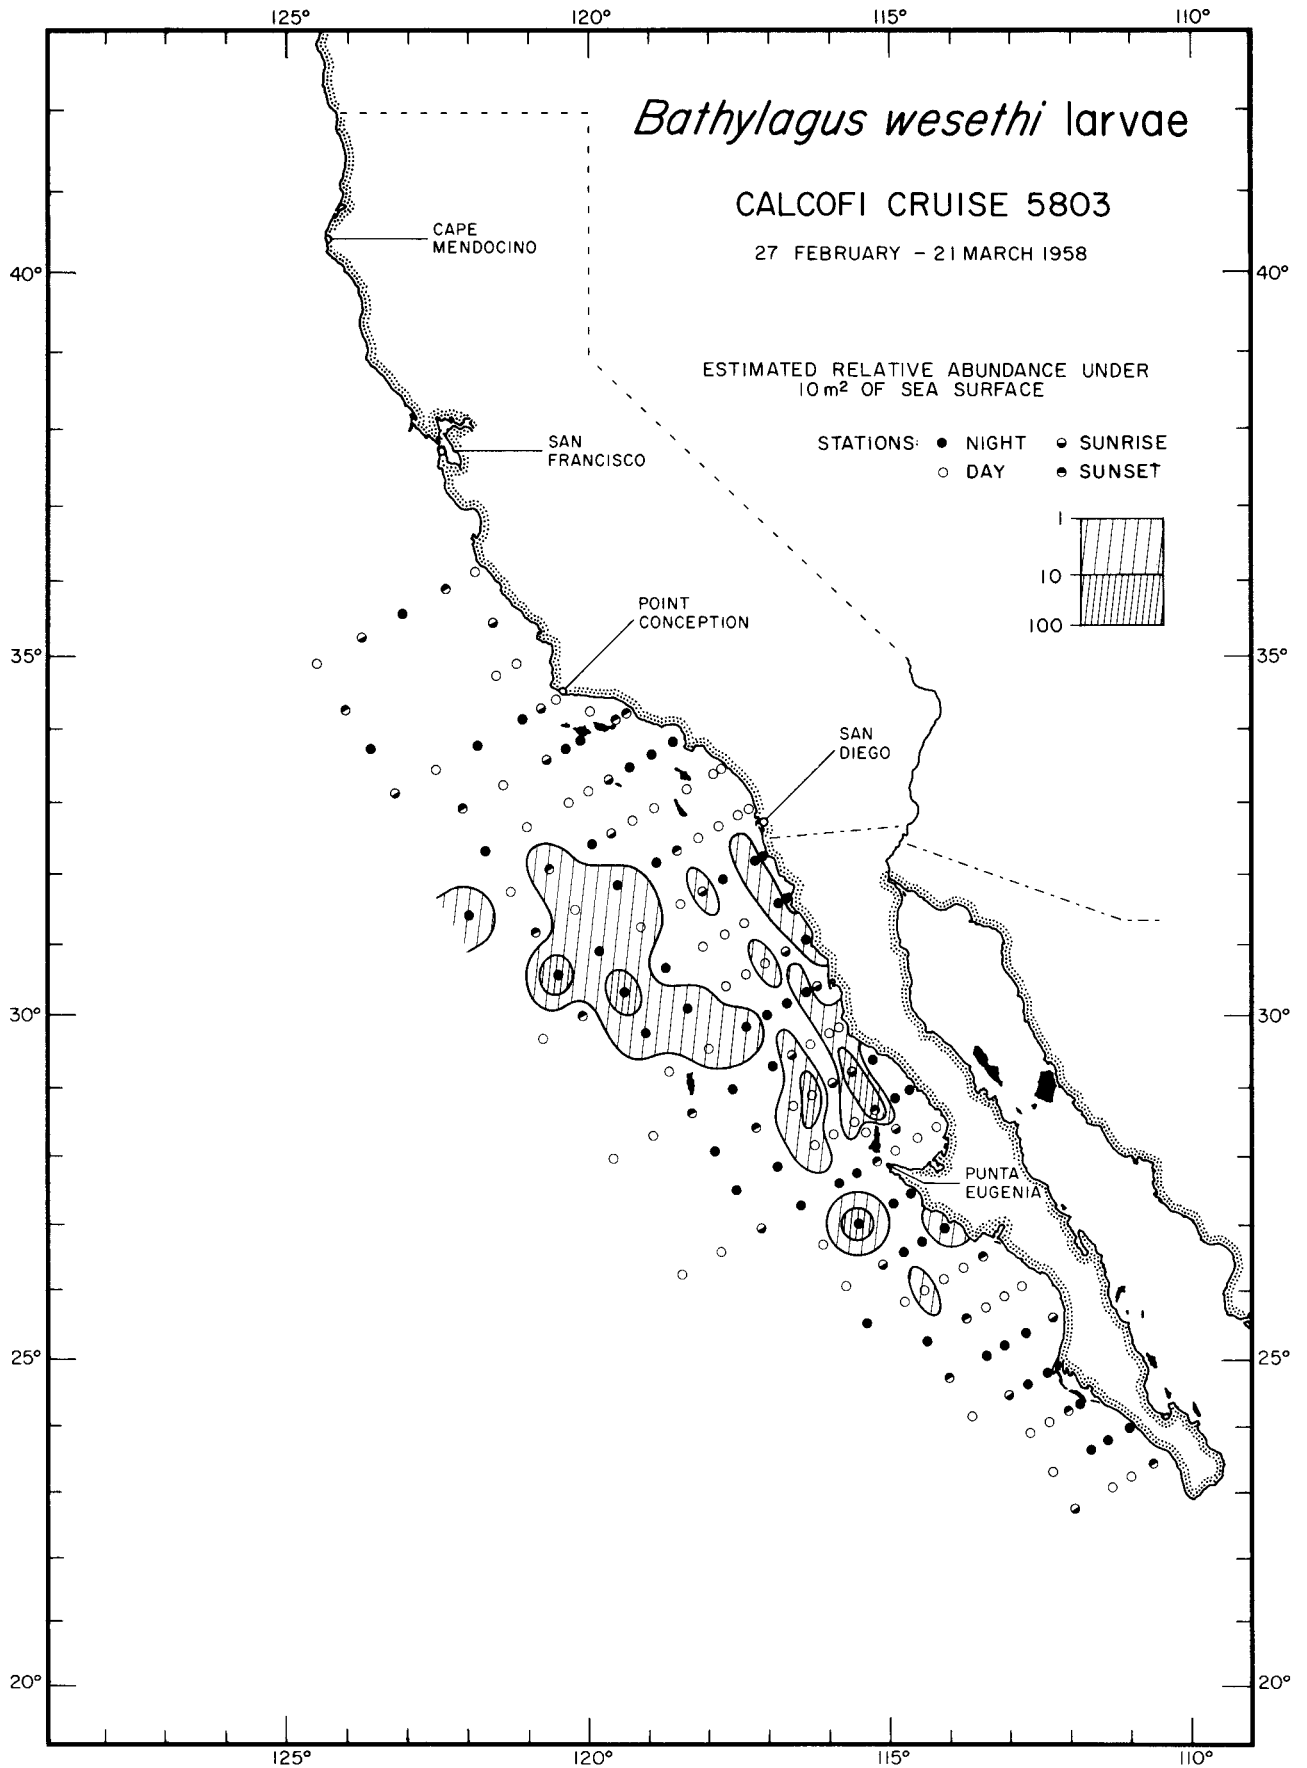 125° 120° 115° 110°
Bathylagus wesethi larvae
CALCOFI CRUISE 5803
27 FEBRUARY – 21 MARCH 1958
CAPE
MENDOCINO
40° 40°
ESTIMATED RELATIVE ABUNDANCE UNDER
10 m² OF SEA SURFACE
STATIONS: NIGHT SUNRISE
DAY SUNSET
SAN
FRANCISCO
1
10
100
POINT
CONCEPTION
35° 35°
SAN
DIEGO
30° 30°
PUNTA
EUGENIA
25° 25°
20° 20°
125° 120° 115° 110°